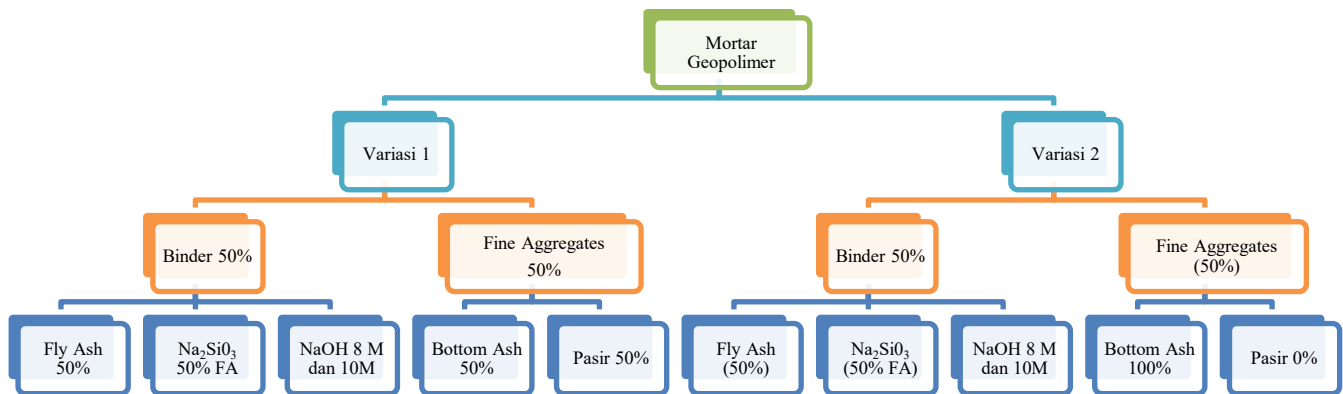 Mortar
Geopolimer
Variasi 1
Variasi 2
Binder 50%
Fine Aggregates
50%
Binder 50%
Fine Aggregates
(50%)
Fly Ash
50%
Na₂Si0₃
50% FA
NaOH 8 M
dan 10M
Bottom Ash
50%
Pasir 50%
Fly Ash
(50%)
Na₂Si0₃
(50% FA)
NaOH 8 M
dan 10M
Bottom Ash
100%
Pasir 0%